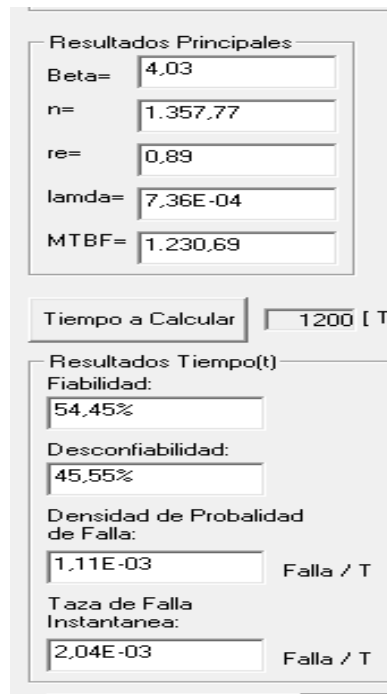 Resultados Principales
Beta= 4,03
n= 1.357,77
re= 0,89
lamda= 7,36E-04
MTBF= 1.230,69
Tiempo a Calcular 1200 [ T
Resultados Tiempo(t)
Fiabilidad:
54,45%
Desconfiabilidad:
45,55%
Densidad de Probalidad
de Falla:
1,11E-03 Falla / T
Taza de Falla
Instantanea:
2,04E-03 Falla / T